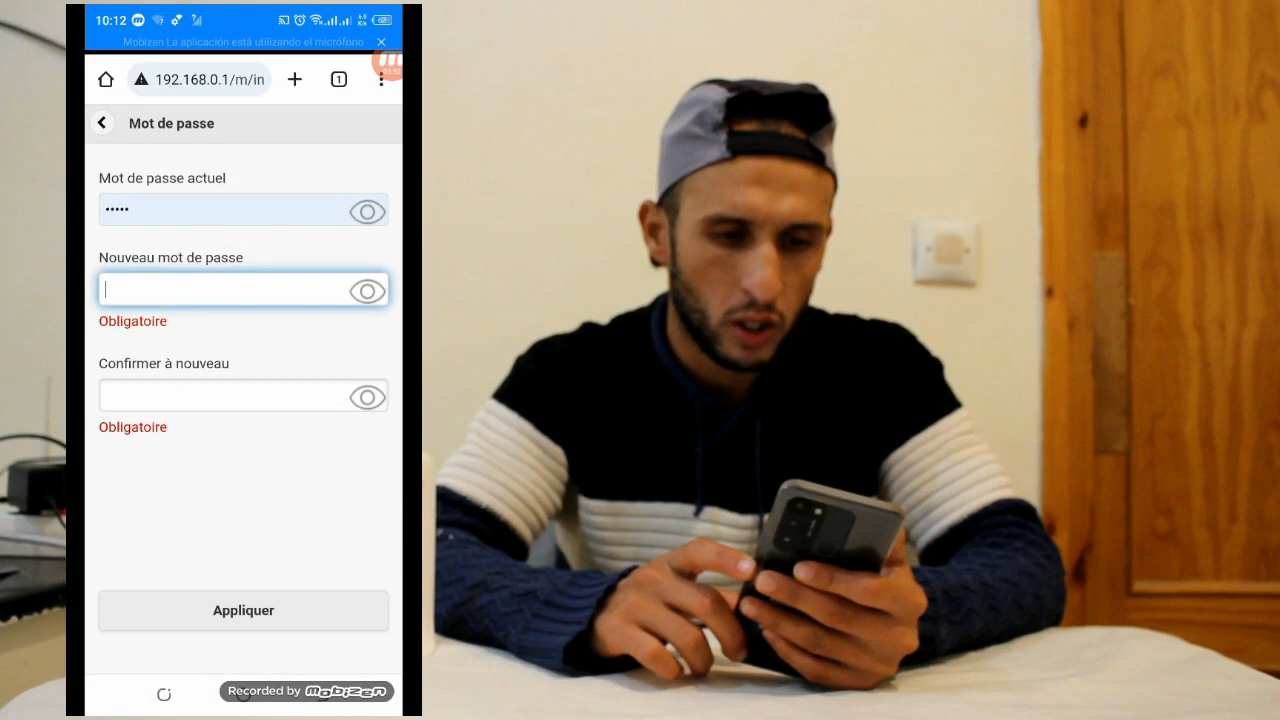 10:12
Mobizen La aplicación está utilizando el micrófono
192.168.0.1/m/in
1
Mot de passe
Mot de passe actuel
•••••
Nouveau mot de passe
Obligatoire
Confirmer à nouveau
Obligatoire
Appliquer
Recorded by mobizen